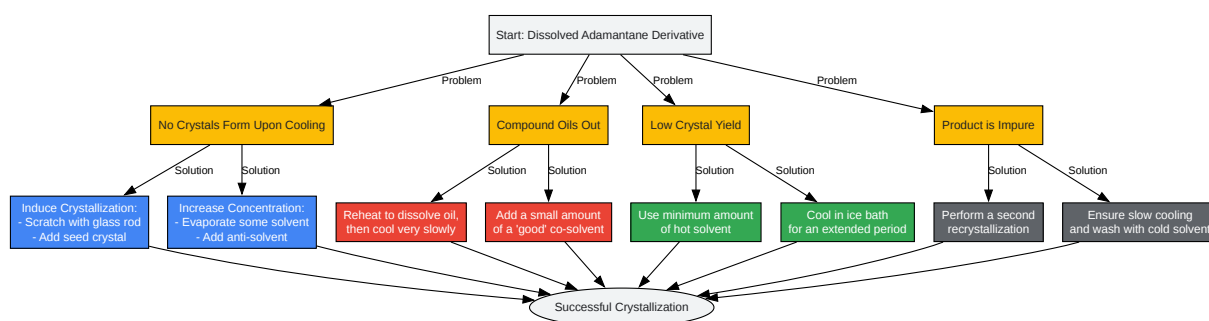 Start: Dissolved Adamantane Derivative
Problem
Problem
Problem
Problem
No Crystals Form Upon Cooling
Compound Oils Out
Low Crystal Yield
Product is Impure
Solution
Solution
Solution
Solution
Solution
Solution
Solution
Solution
Induce Crystallization:
- Scratch with glass rod
- Add seed crystal
Increase Concentration:
- Evaporate some solvent
- Add anti-solvent
Reheat to dissolve oil,
then cool very slowly
Add a small amount
of a 'good' co-solvent
Use minimum amount
of hot solvent
Cool in ice bath
for an extended period
Perform a second
recrystallization
Ensure slow cooling
and wash with cold solvent
Successful Crystallization